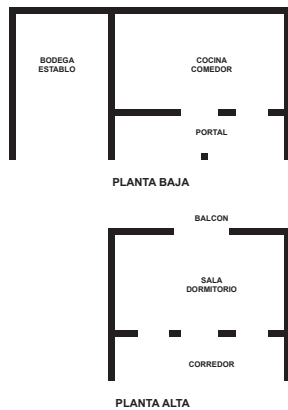 BODEGA
ESTABLO
COCINA
COMEDOR
PORTAL
PLANTA BAJA
BALCON
SALA
DORMITORIO
CORREDOR
PLANTA ALTA